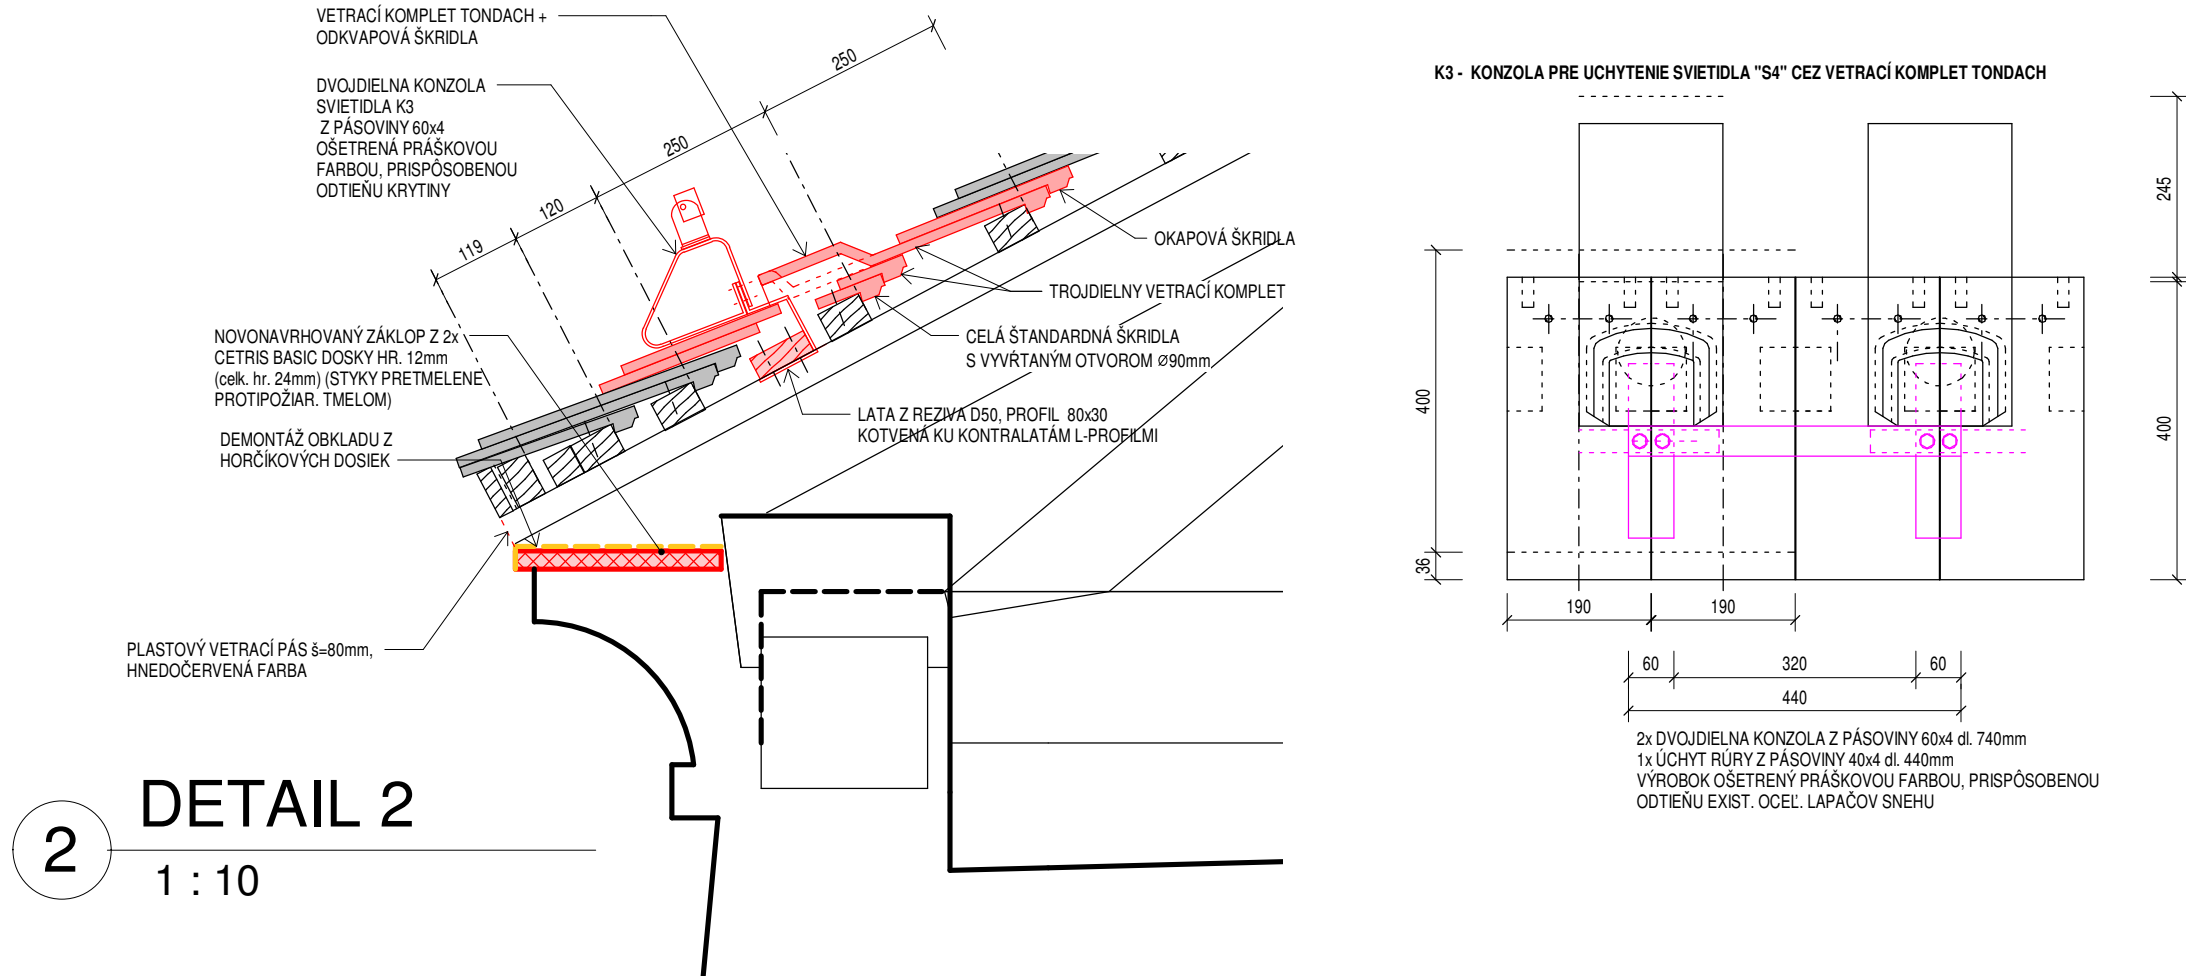 VETRACÍ KOMPLET TONDACH +
ODKVAPOVÁ ŠKRIDLA
DVOJDIELNA KONZOLA
SVIETIDLA K3
Z PÁSOVINY 60x4
OŠETRENÁ PRÁŠKOVOU
FARBOU, PRISPÔSOBENOU
ODTIEŇU KRYTINY
119
120
250
250
NOVONAVRHOVANÝ ZÁKLOP Z 2x
CETRIS BASIC DOSKY HR. 12mm
(celk. hr. 24mm) (STYKY PRETMELENE
PROTIPOŽIAR. TMELOM)
DEMONTÁŽ OBKLADU Z
HORČÍKOVÝCH DOSIEK
PLASTOVÝ VETRACÍ PÁS š=80mm,
HNEDOČERVENÁ FARBA
OKAPOVÁ ŠKRIDLA
TROJDIELNY VETRACÍ KOMPLET
CELÁ ŠTANDARDNÁ ŠKRIDLA
S VYVŔTANÝM OTVOROM Ø90mm
LATA Z REZIVA D50, PROFIL 80x30
KOTVENÁ KU KONTRALATÁM L-PROFILMI
2
DETAIL 2
1 : 10
K3 - KONZOLA PRE UCHYTENIE SVIETIDLA "S4" CEZ VETRACÍ KOMPLET TONDACH
245
400
400
36
190
190
60
320
60
440
2x DVOJDIELNA KONZOLA Z PÁSOVINY 60x4 dl. 740mm
1x ÚCHYT RÚRY Z PÁSOVINY 40x4 dl. 440mm
VÝROBOK OŠETRENÝ PRÁŠKOVOU FARBOU, PRISPÔSOBENOU
ODTIEŇU EXIST. OCEĽ. LAPAČOV SNEHU